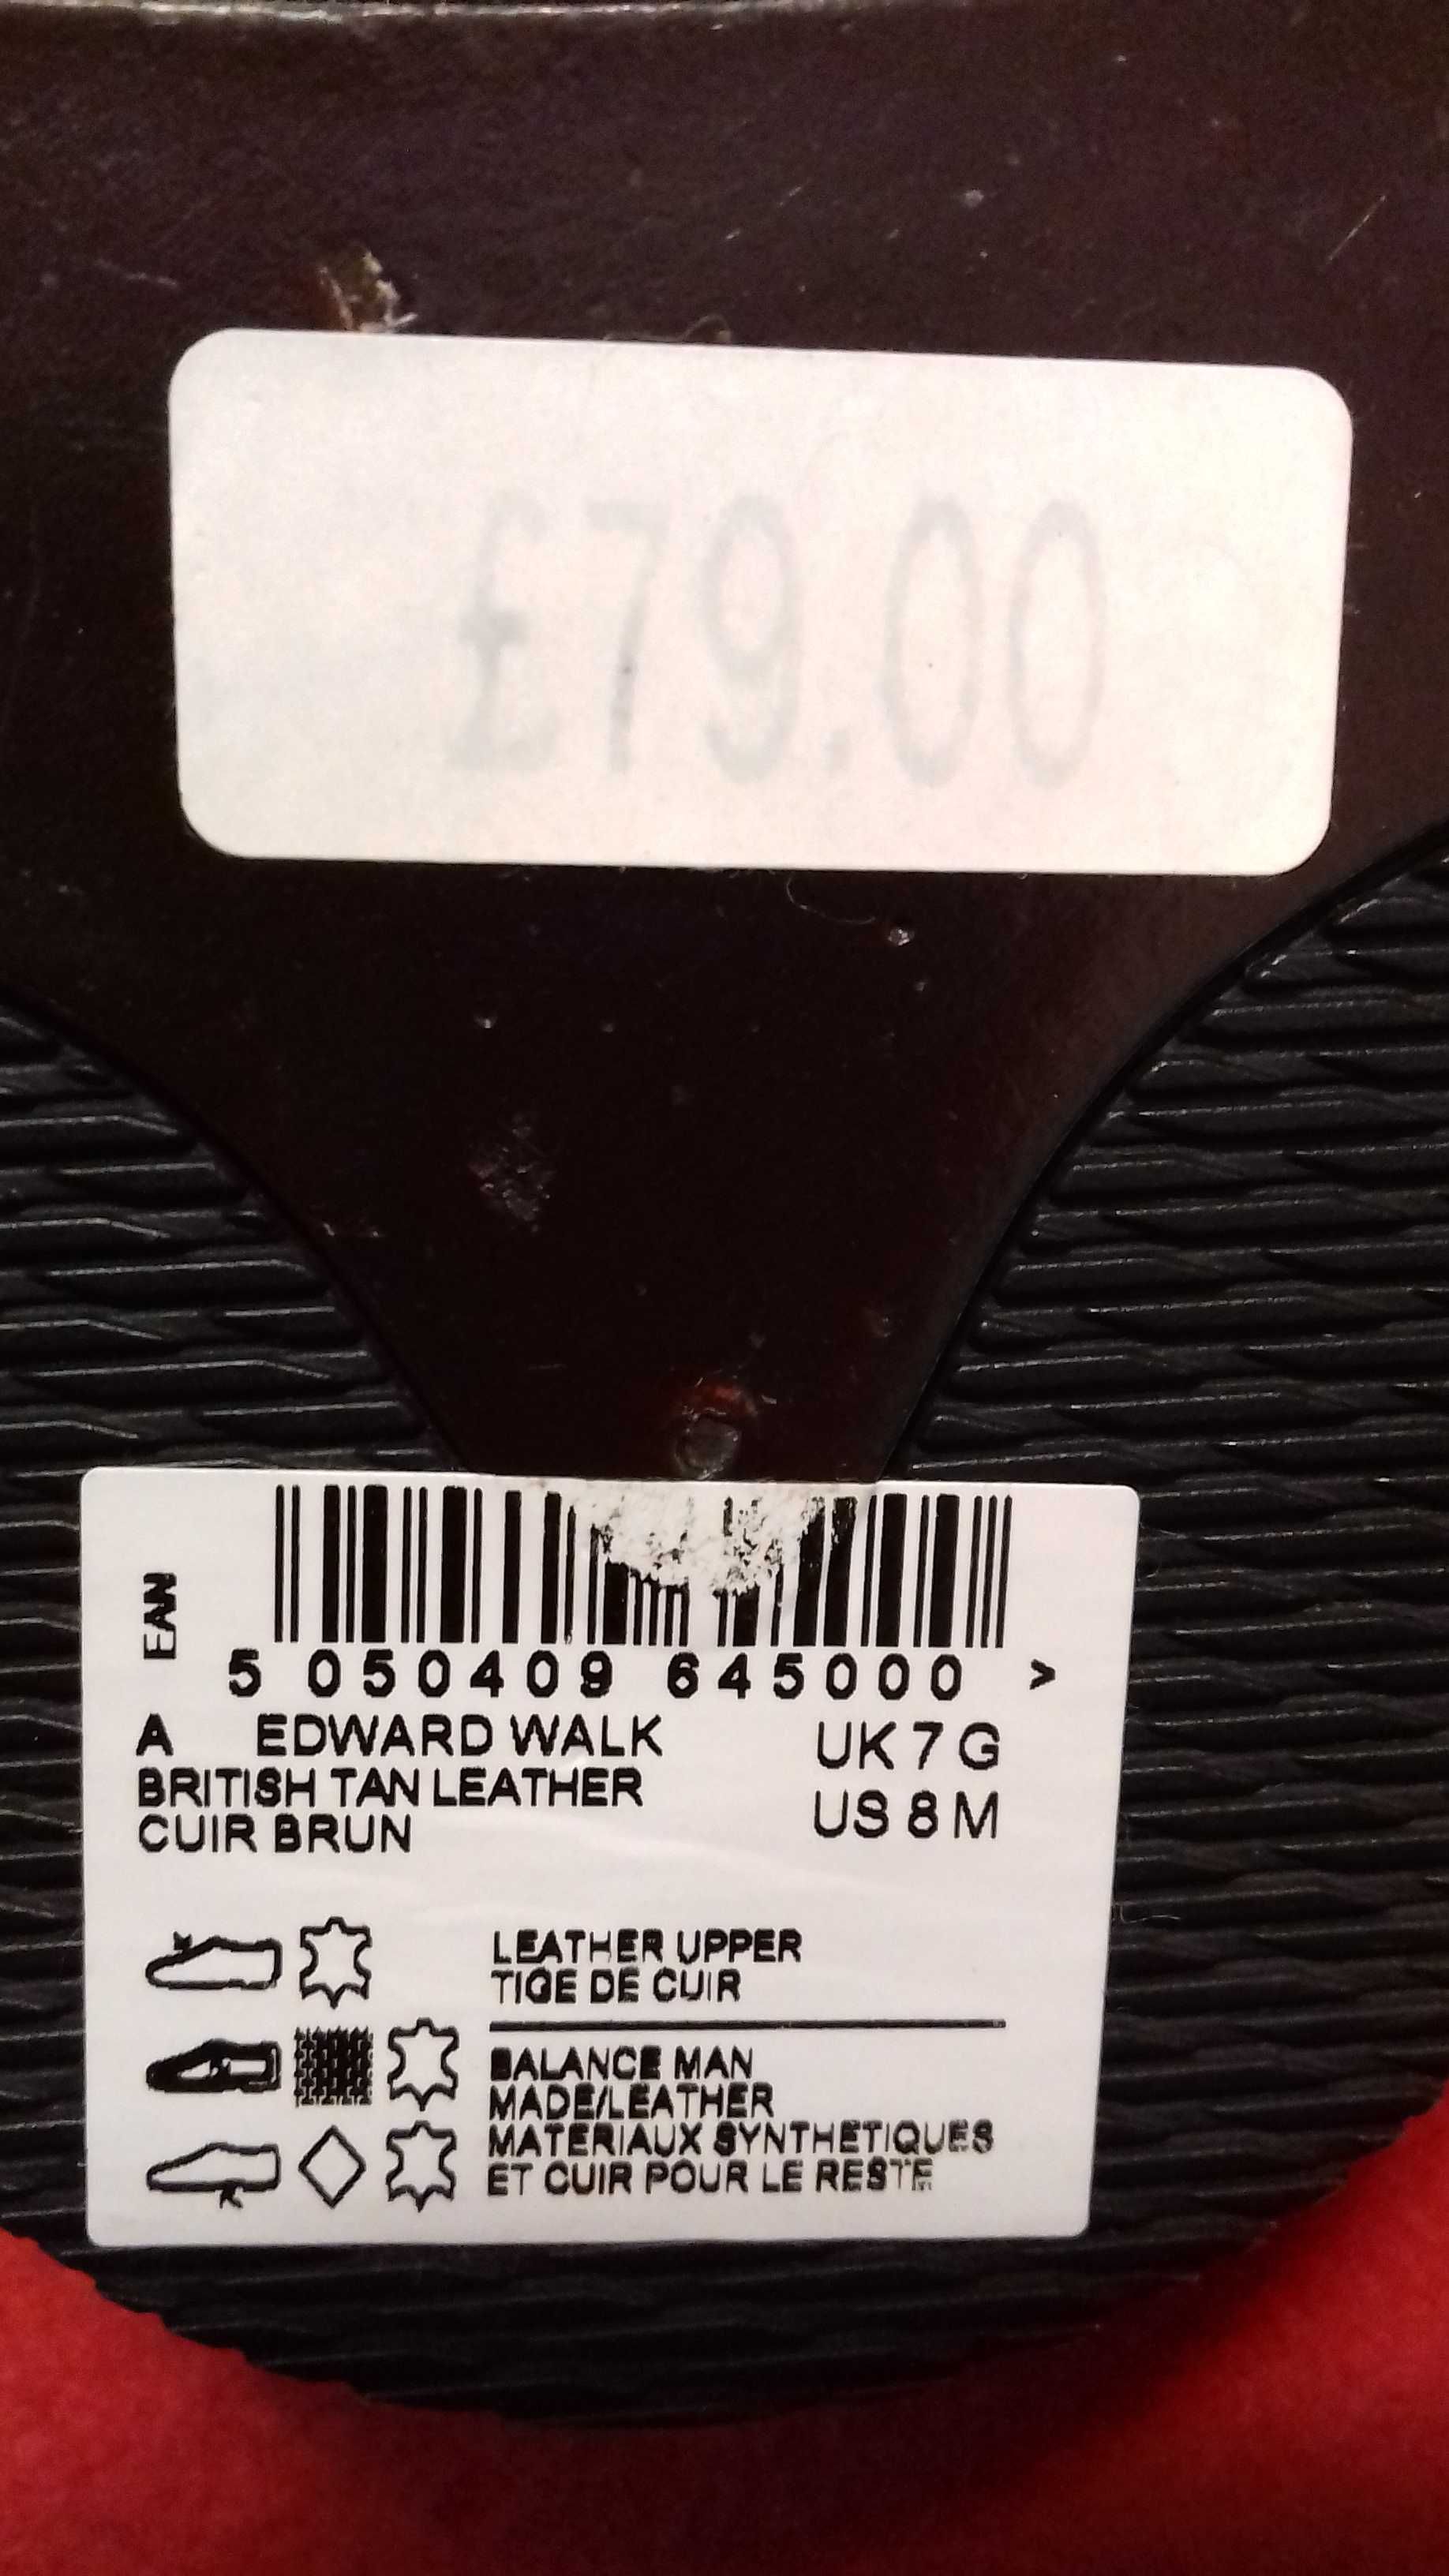 £79.00
EAN
5 050409 645000 >
A EDWARD WALK UK 7 G
BRITISH TAN LEATHER US 8 M
CUIR BRUN
LEATHER UPPER
TIGE DE CUIR
BALANCE MAN
MADE/LEATHER
MATERIAUX SYNTHETIQUES
ET CUIR POUR LE RESTE